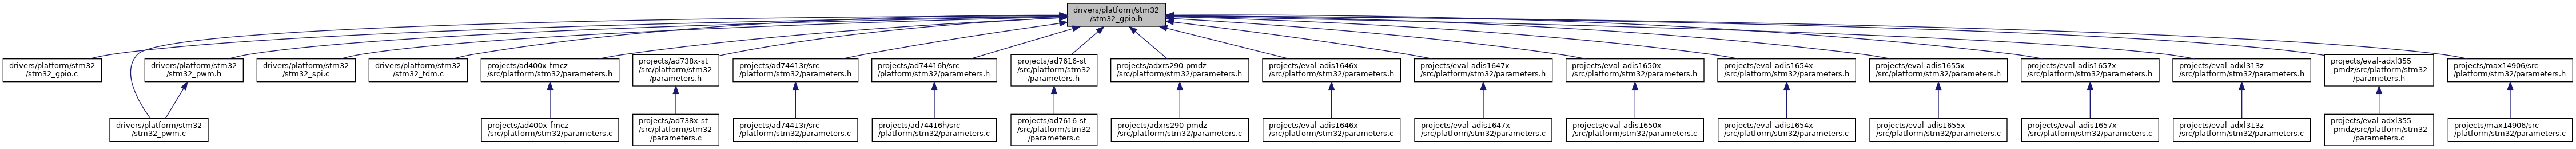 drivers/platform/stm32
/stm32_gpio.h
drivers/platform/stm32
/stm32_gpio.c
drivers/platform/stm32
/stm32_pwm.h
drivers/platform/stm32
/stm32_spi.c
drivers/platform/stm32
/stm32_tdm.c
projects/ad400x-fmcz
/src/platform/stm32/parameters.h
projects/ad738x-st
/src/platform/stm32
/parameters.h
projects/ad74413r/src
/platform/stm32/parameters.h
projects/ad74416h/src
/platform/stm32/parameters.h
projects/ad7616-st
/src/platform/stm32
/parameters.h
projects/adxrs290-pmdz
/src/platform/stm32/parameters.h
projects/eval-adis1646x
/src/platform/stm32/parameters.h
projects/eval-adis1647x
/src/platform/stm32/parameters.h
projects/eval-adis1650x
/src/platform/stm32/parameters.h
projects/eval-adis1654x
/src/platform/stm32/parameters.h
projects/eval-adis1655x
/src/platform/stm32/parameters.h
projects/eval-adis1657x
/src/platform/stm32/parameters.h
projects/eval-adxl313z
/src/platform/stm32/parameters.h
projects/eval-adxl355
-pmdz/src/platform/stm32
/parameters.h
projects/max14906/src
/platform/stm32/parameters.h
drivers/platform/stm32
/stm32_pwm.c
projects/ad400x-fmcz
/src/platform/stm32/parameters.c
projects/ad738x-st
/src/platform/stm32
/parameters.c
projects/ad74413r/src
/platform/stm32/parameters.c
projects/ad74416h/src
/platform/stm32/parameters.c
projects/ad7616-st
/src/platform/stm32
/parameters.c
projects/adxrs290-pmdz
/src/platform/stm32/parameters.c
projects/eval-adis1646x
/src/platform/stm32/parameters.c
projects/eval-adis1647x
/src/platform/stm32/parameters.c
projects/eval-adis1650x
/src/platform/stm32/parameters.c
projects/eval-adis1654x
/src/platform/stm32/parameters.c
projects/eval-adis1655x
/src/platform/stm32/parameters.c
projects/eval-adis1657x
/src/platform/stm32/parameters.c
projects/eval-adxl313z
/src/platform/stm32/parameters.c
projects/eval-adxl355
-pmdz/src/platform/stm32
/parameters.c
projects/max14906/src
/platform/stm32/parameters.c